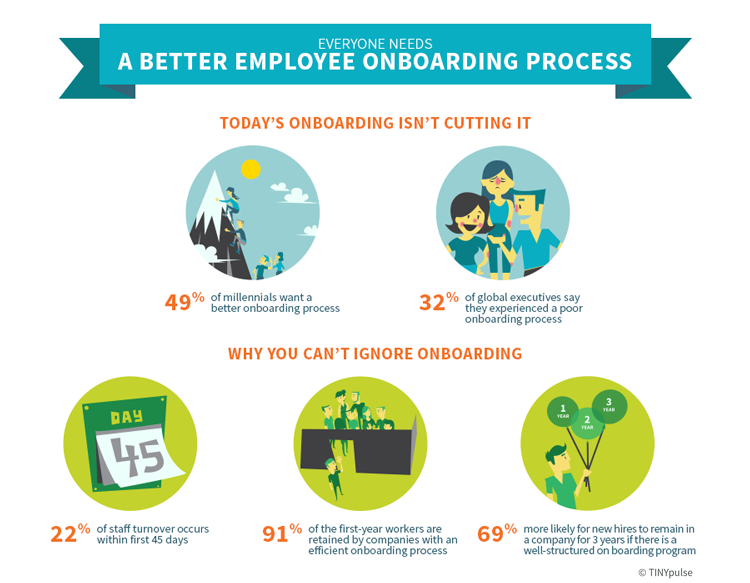 EVERYONE NEEDS
A BETTER EMPLOYEE ONBOARDING PROCESS
TODAY'S ONBOARDING ISN'T CUTTING IT
49% of millennials want a
better onboarding process
32% of global executives say
they experienced a poor
onboarding process
WHY YOU CAN'T IGNORE ONBOARDING
DAY
45
1
YEAR
2
YEAR
3
YEAR
22% of staff turnover occurs
within first 45 days
91% of the first-year workers are
retained by companies with an
efficient onboarding process
69% more likely for new hires to remain in
a company for 3 years if there is a
well-structured on boarding program
© TINYpulse